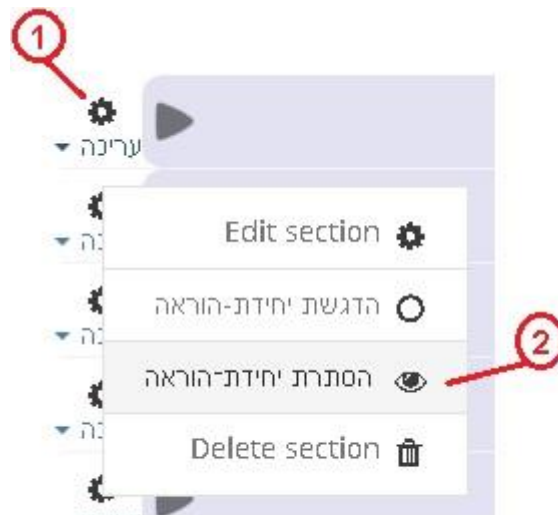 1
עריכה
Edit section
הדגשת יחידת-הוראה
2
הסתרת יחידת-הוראה
Delete section